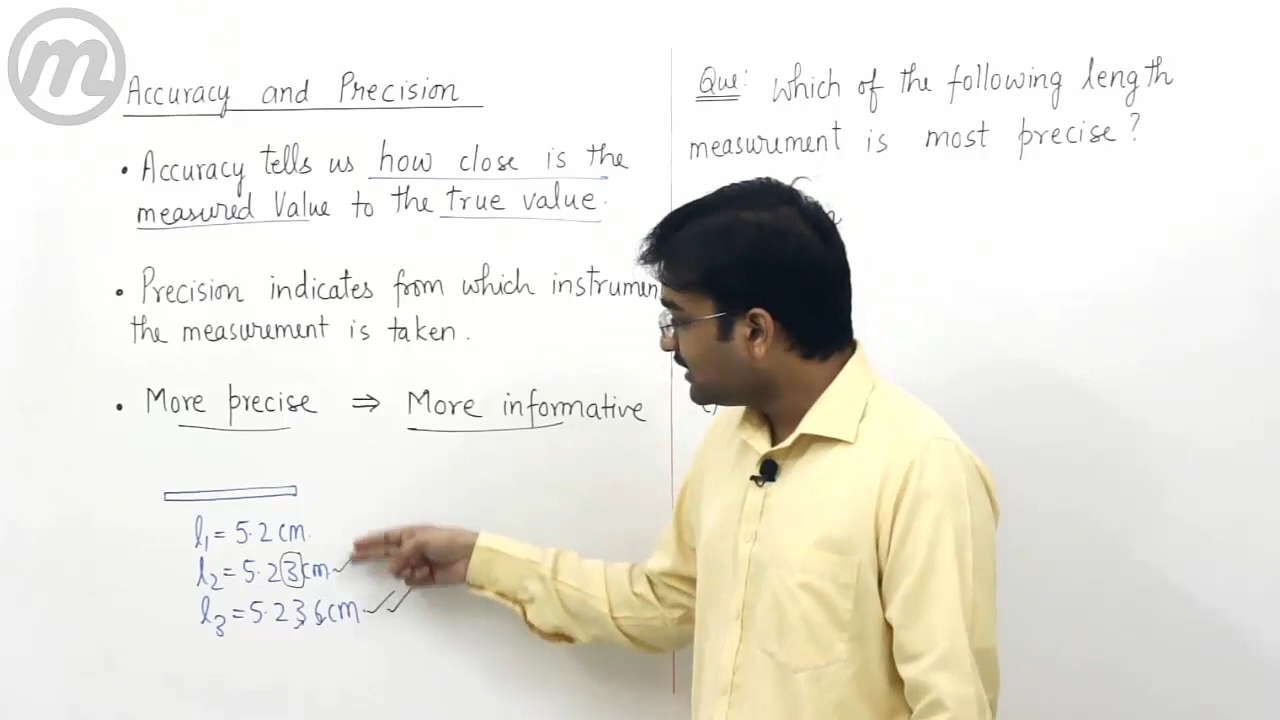 m
Accuracy and Precision
• Accuracy tells us how close is the
measured Value to the true value.
• Precision indicates from which instrumen
the measurement is taken.
• More precise ⇒ More informative
l₁ = 5.2 cm.
l₂ = 5.23 cm ✓
l₃ = 5.236 cm ✓✓
Que: Which of the following length
measurement is most precise?